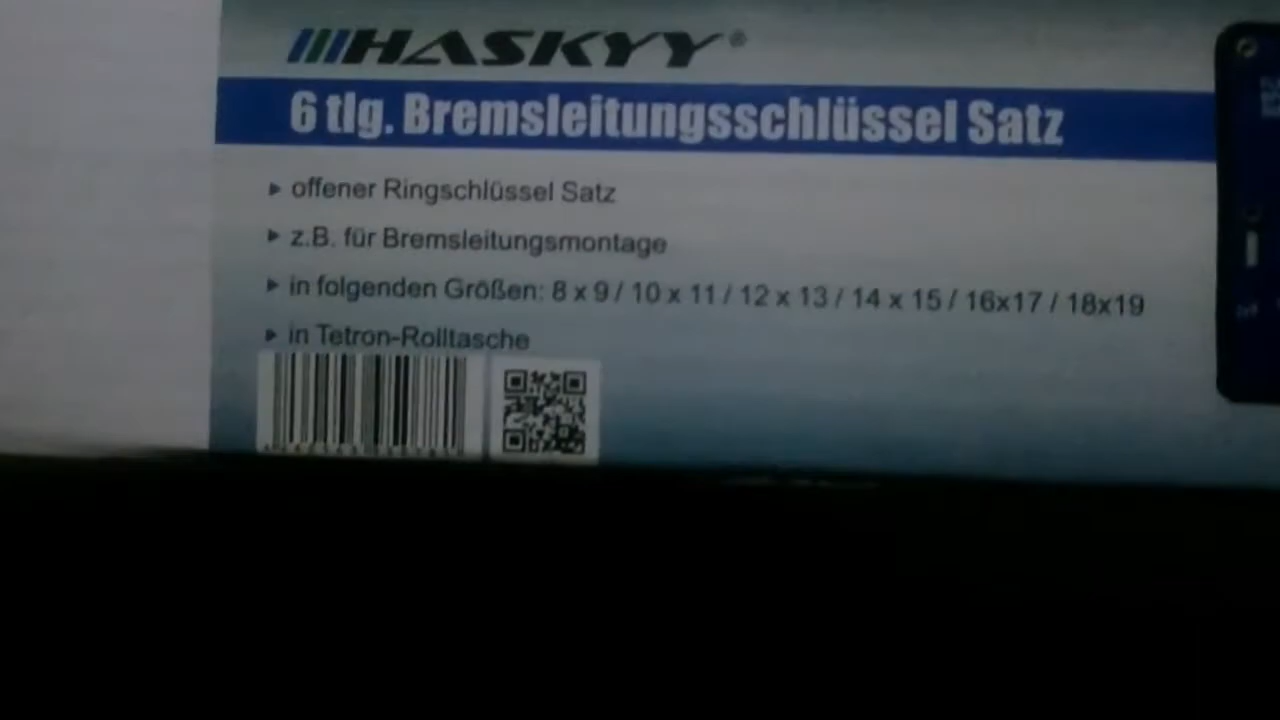 HASKYY®
6 tlg. Bremsleitungsschlüssel Satz
▸ offener Ringschlüssel Satz
▸ z.B. für Bremsleitungsmontage
▸ in folgenden Größen: 8 x 9 / 10 x 11 / 12 x 13 / 14 x 15 / 16x17 / 18x19
▸ in Tetron-Rolltasche